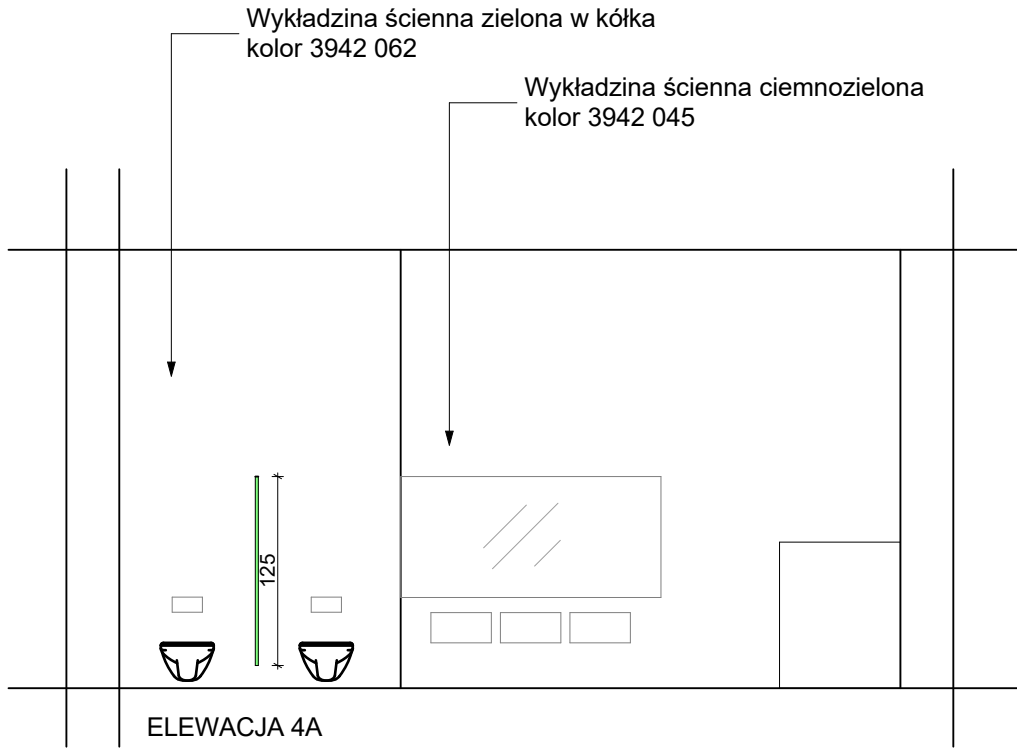 Wykładzina ścienna zielona w kółka
kolor 3942 062
Wykładzina ścienna ciemnozielona
kolor 3942 045
125
ELEWACJA 4A